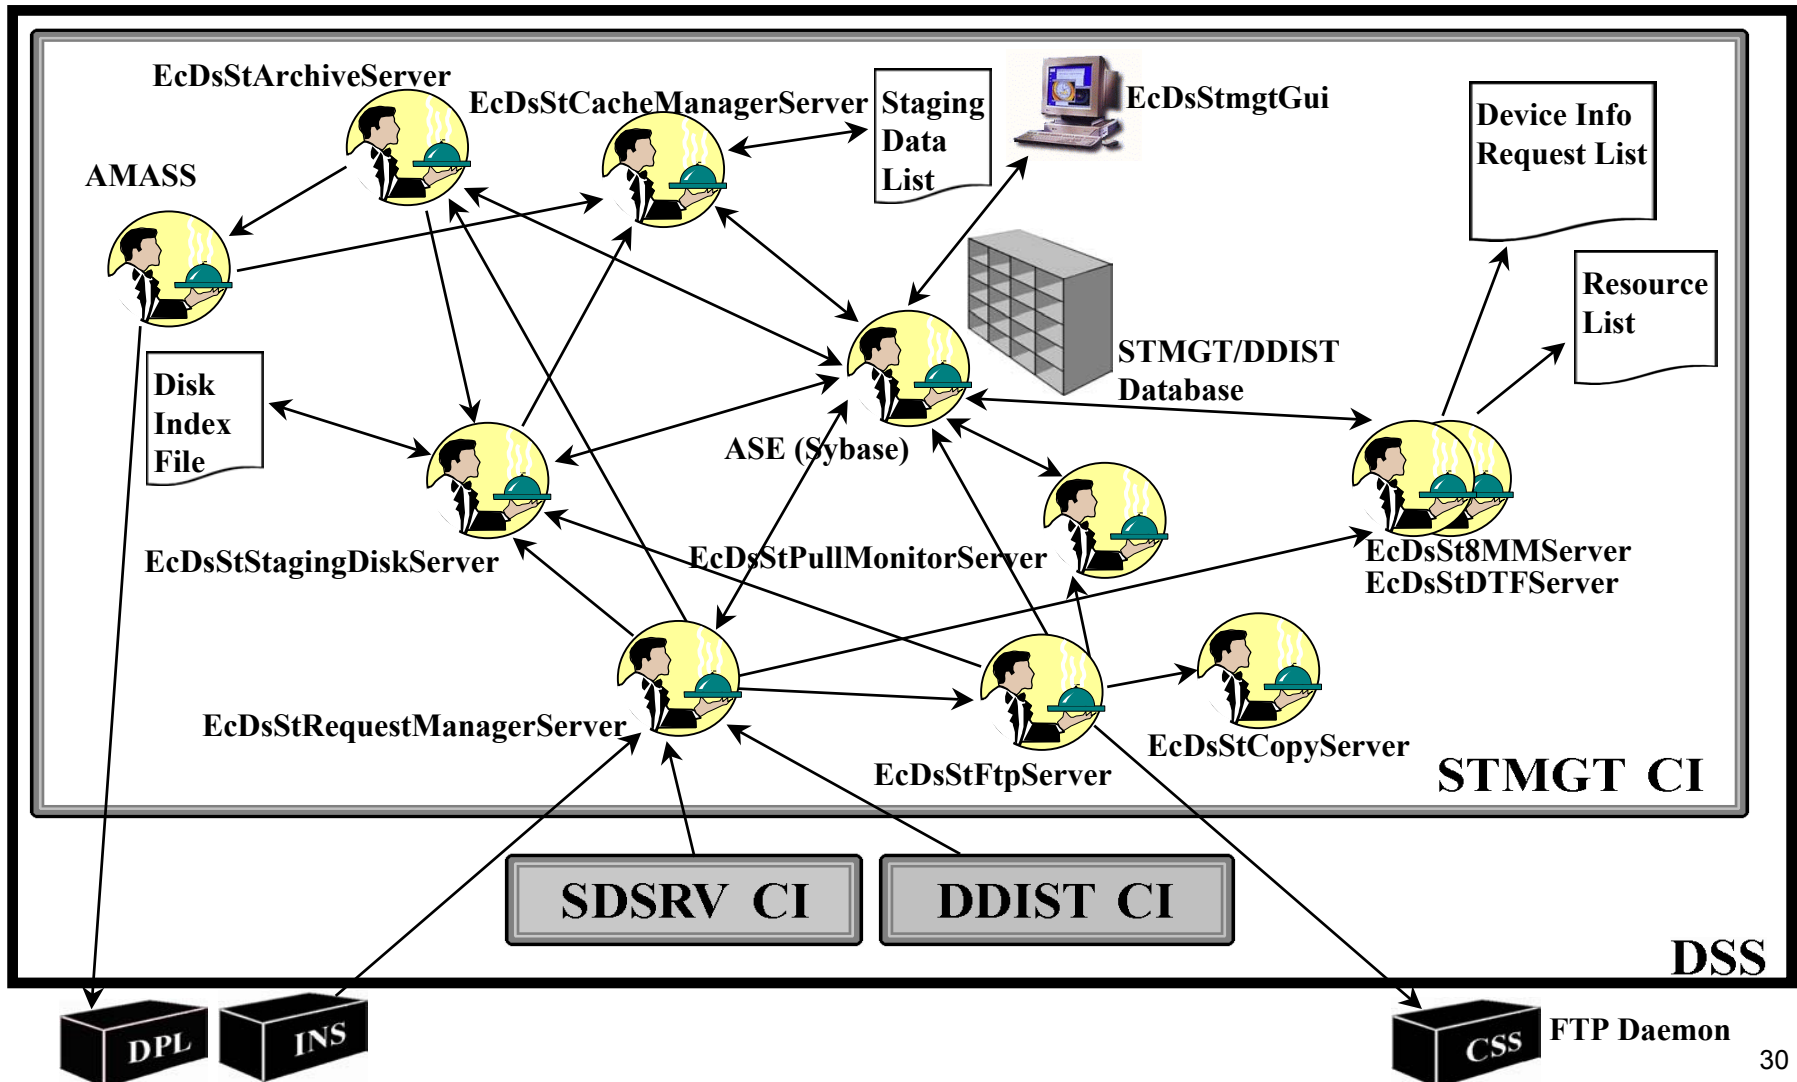 EcDsStArchiveServer
EcDsStCacheManagerServer
Staging
Data
List
EcDsStmgtGui
Device Info
Request List
AMASS
Resource
List
Disk
Index
File
STMGT/DDIST
Database
ASE (Sybase)
EcDsStStagingDiskServer
EcDsStPullMonitorServer
EcDsSt8MMServer
EcDsStDTFServer
EcDsStRequestManagerServer
EcDsStFtpServer
EcDsStCopyServer
STMGT CI
SDSRV CI
DDIST CI
DSS
DPL
INS
CSS
FTP Daemon
30